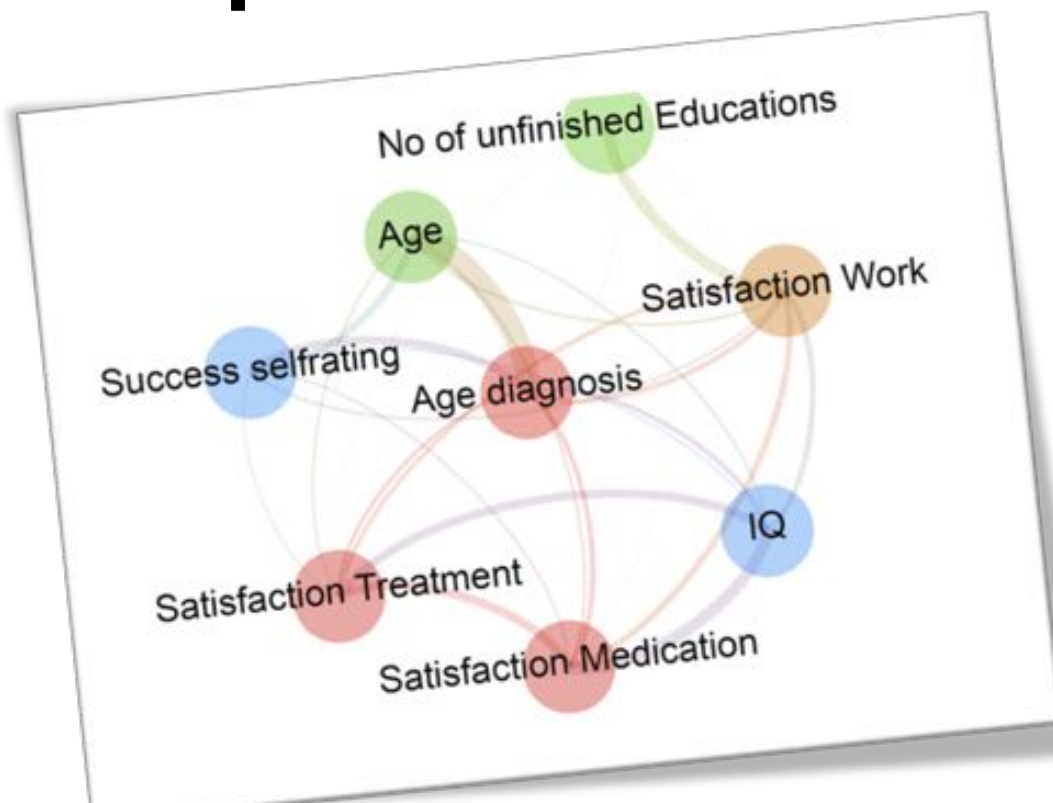 No of unfinished Educations
Age
Satisfaction Work
Success selfrating
Age diagnosis
IQ
Satisfaction Treatment
Satisfaction Medication